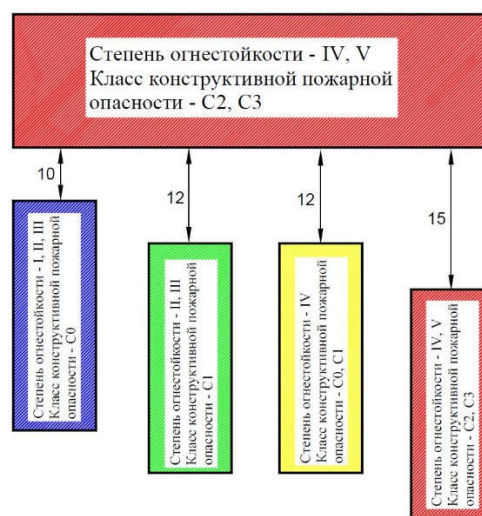 Степень огнестойкости - IV, V
Класс конструктивной пожарной
опасности - С2, С3
10
12
12
15
Степень огнестойкости - I, II, III
Класс конструктивной пожарной
опасности - С0
Степень огнестойкости - II, III
Класс конструктивной пожарной
опасности - С1
Степень огнестойкости - IV
Класс конструктивной пожарной
опасности - С0, С1
Степень огнестойкости - IV, V
Класс конструктивной пожарной
опасности - С2, С3